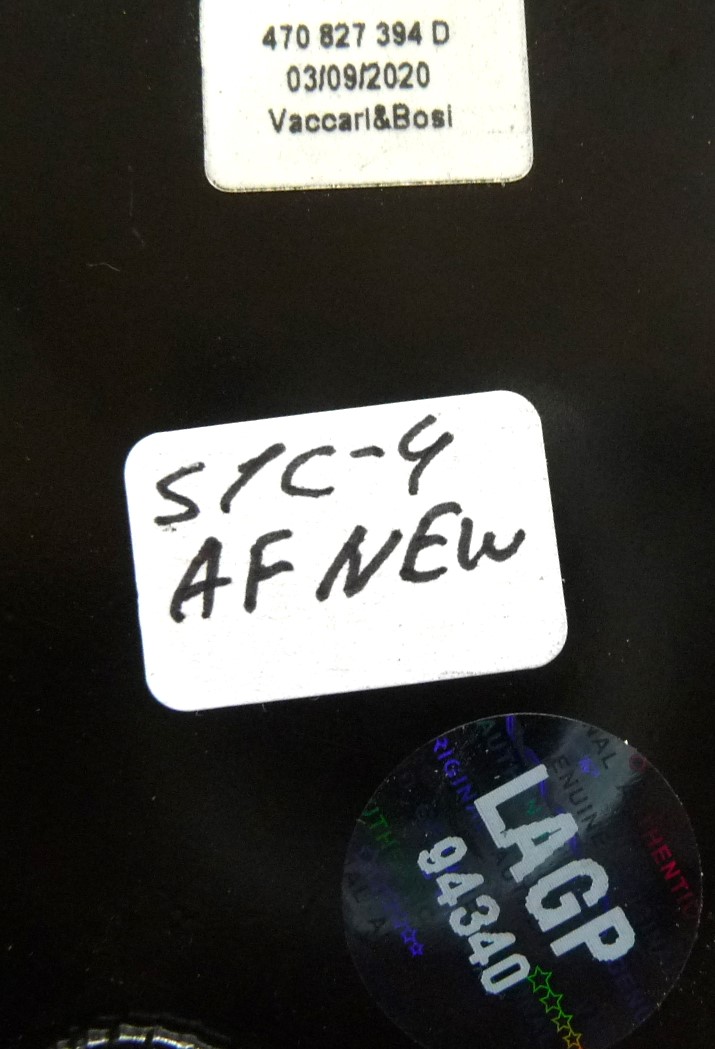 470 827 394 D
03/09/2020
Vaccari&Bosi
S1C-4
AF NEW
LAGP
94340